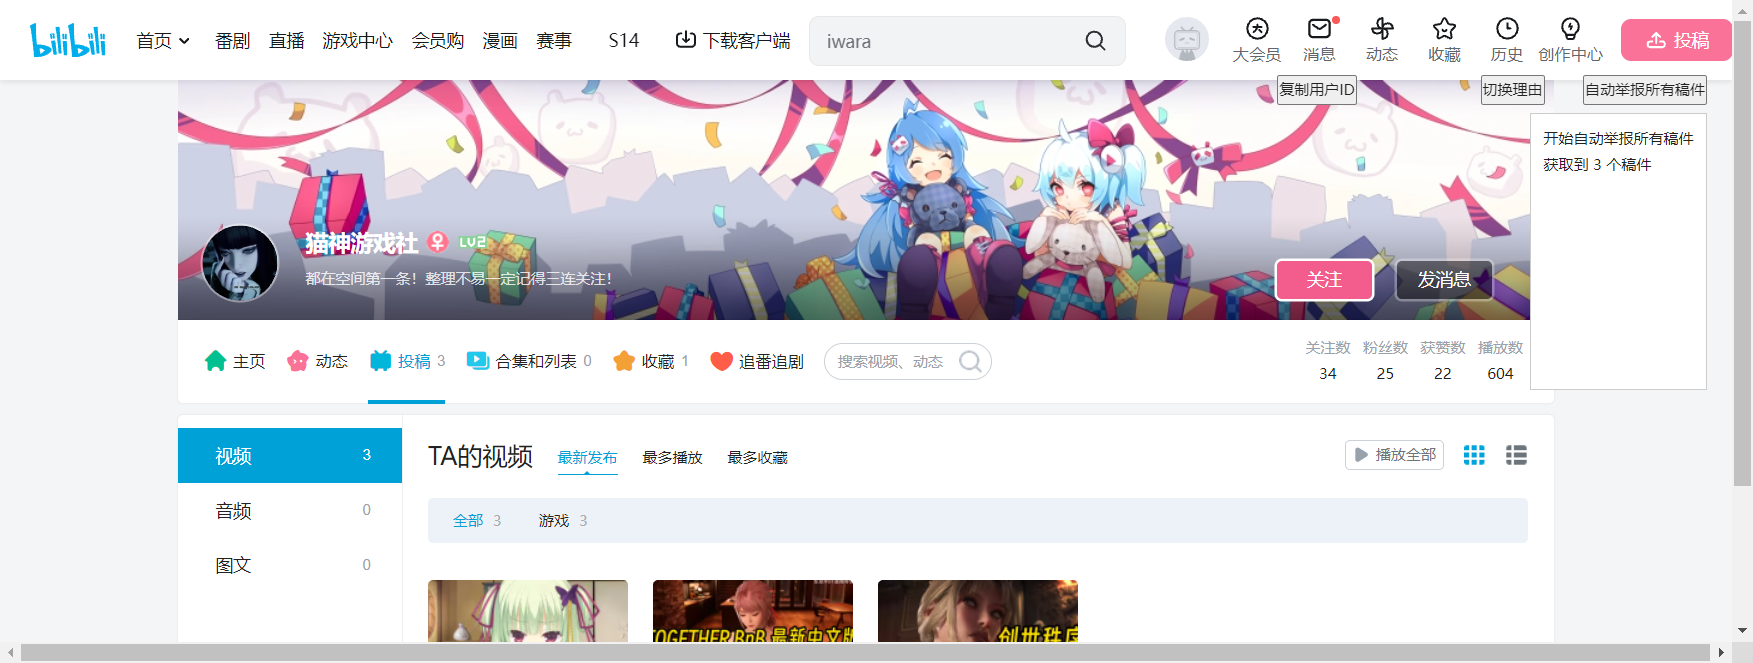 bilibili
首页
番剧
直播
游戏中心
会员购
漫画
赛事
S14
下载客户端
iwara
大会员
消息
动态
收藏
历史
创作中心
投稿
复制用户ID
切换理由
自动举报所有稿件
开始自动举报所有稿件
获取到 3 个稿件
猫神游戏社
LV2
都在空间第一条！整理不易一定记得三连关注！
关注
发消息
主页
动态
投稿 3
合集和列表 0
收藏 1
追番追剧
搜索视频、动态
关注数 粉丝数 获赞数 播放数
34 25 22 604
视频 3
音频 0
图文 0
TA的视频
最新发布
最多播放
最多收藏
播放全部
全部 3
游戏 3
TOGETHER BnB 最新中文版
创世秩序